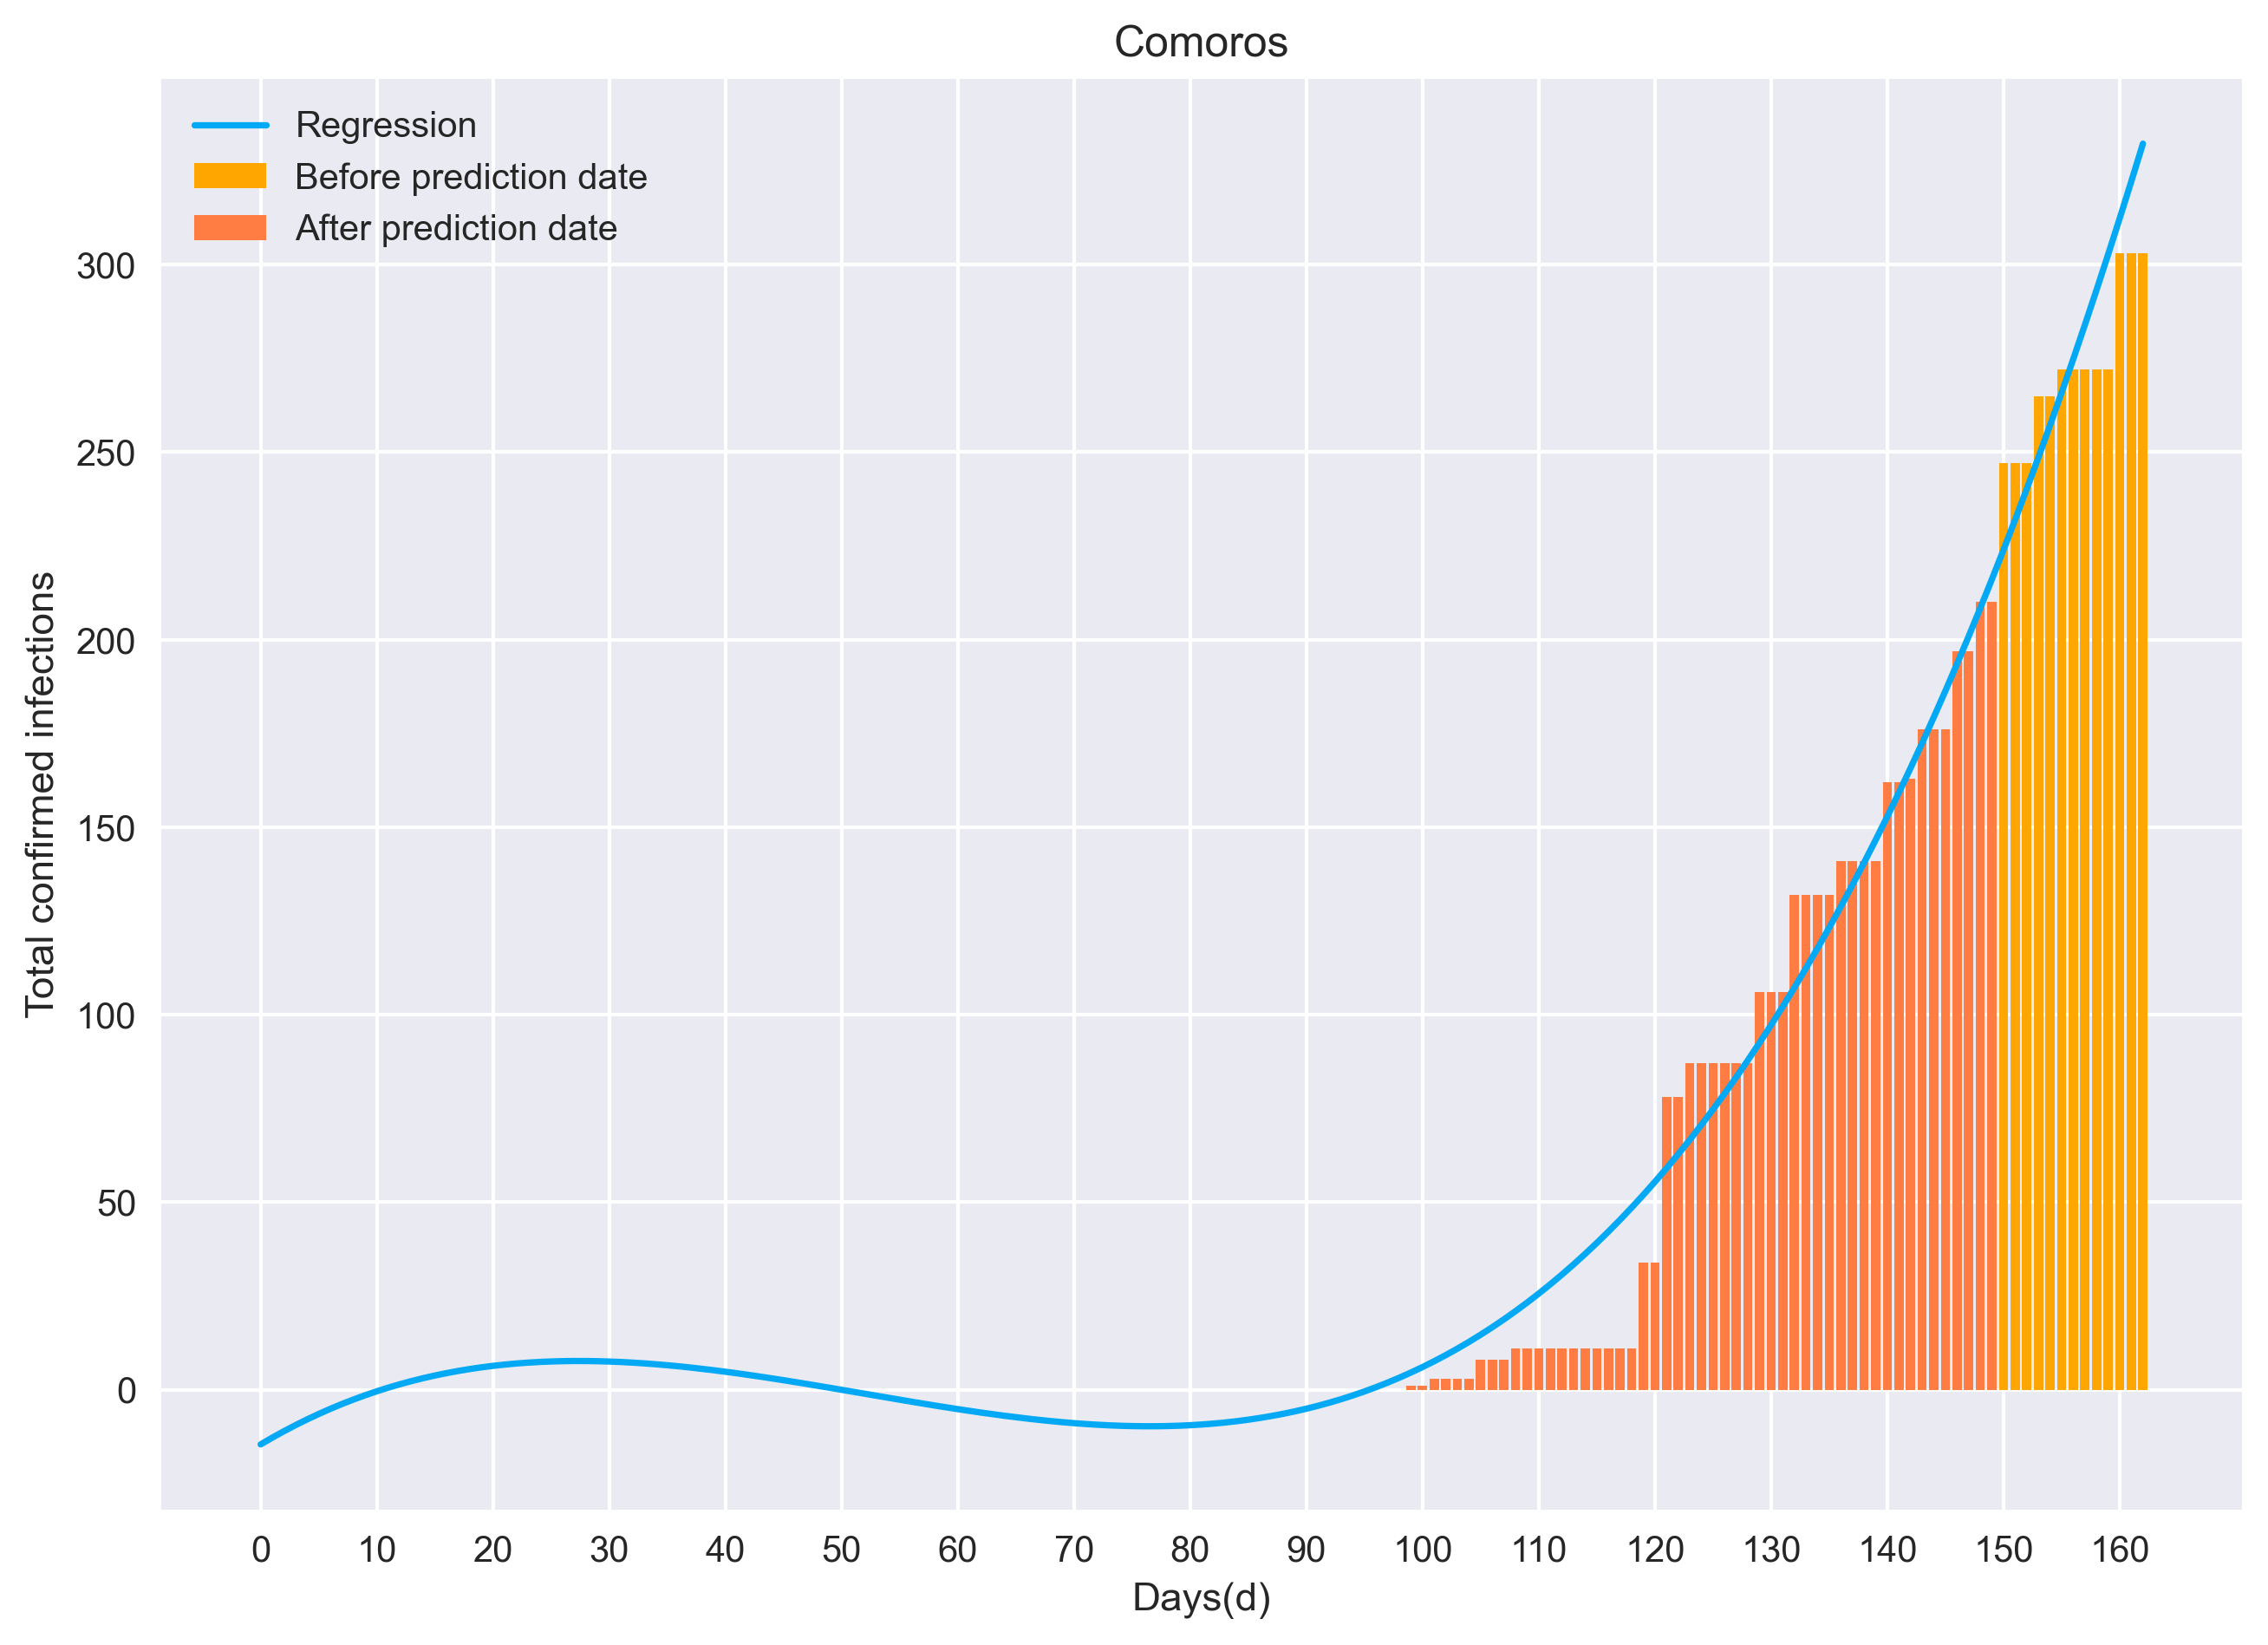 Comoros
Regression
Before prediction date
After prediction date
Total confirmed infections
300
250
200
150
100
50
0
0 10 20 30 40 50 60 70 80 90 100 110 120 130 140 150 160
Days(d)